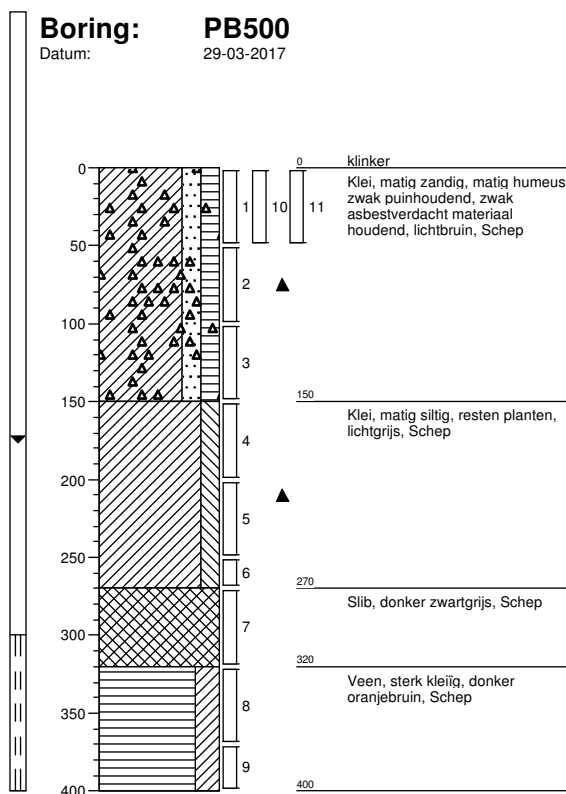 Boring: PB500
Datum: 29-03-2017
0
50
100
150
200
250
300
350
400
1 10 11
2
3
4
5
6
7
8
9
0 klinker
Klei, matig zandig, matig humeus,
zwak puinhoudend, zwak
asbestverdacht materiaal
houdend, lichtbruin, Schep
150
Klei, matig siltig, resten planten,
lichtgrijs, Schep
270
Slib, donker zwartgrijs, Schep
320
Veen, sterk kleiïg, donker
oranjebruin, Schep
400